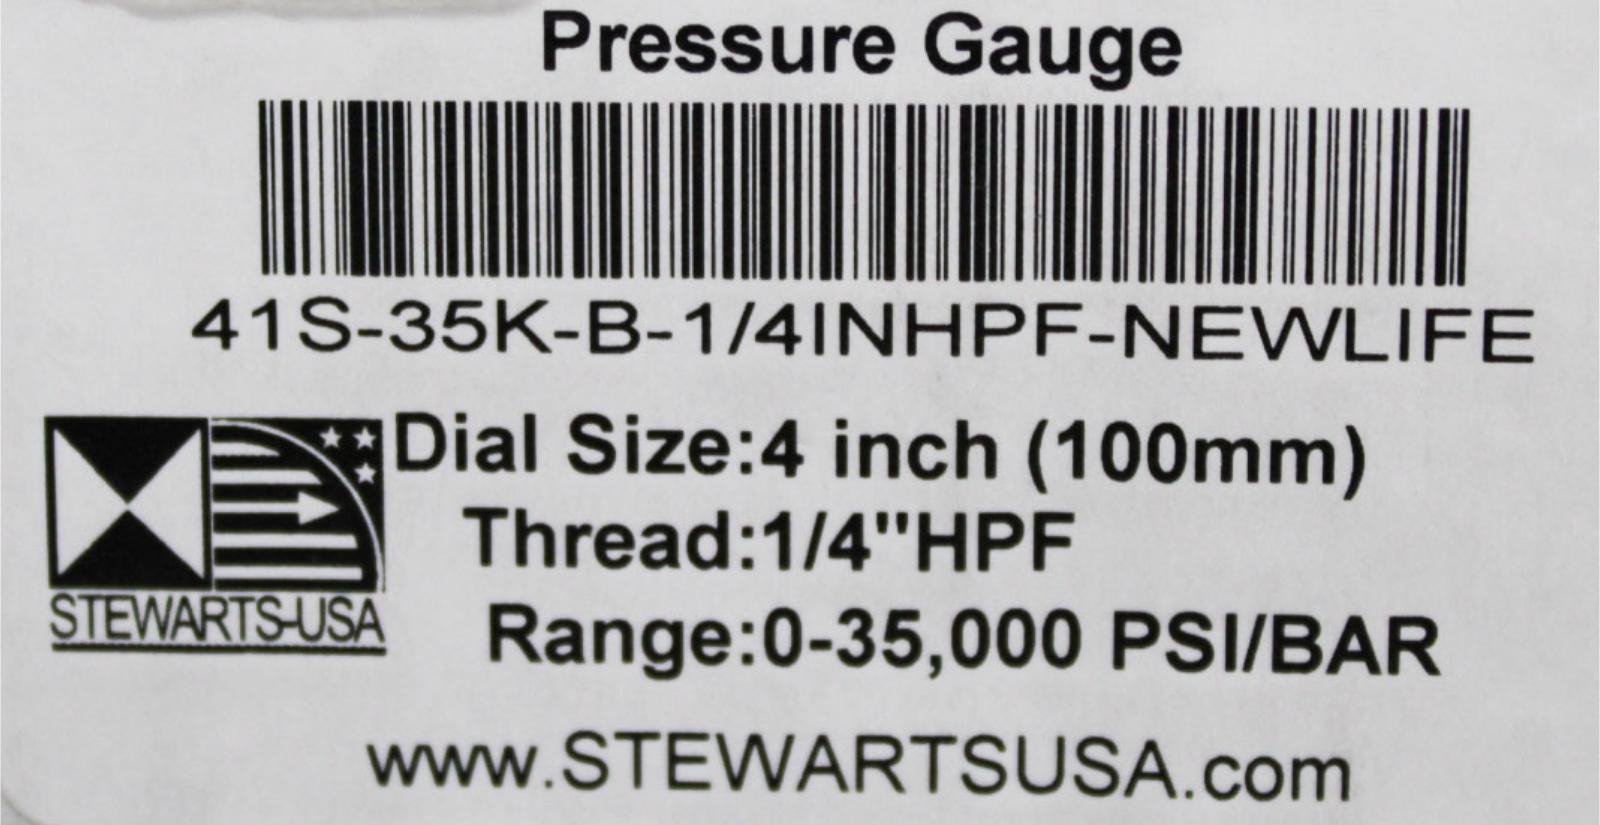 Pressure Gauge
41S-35K-B-1/4INHPF-NEWLIFE
Dial Size:4 inch (100mm)
Thread:1/4"HPF
Range:0-35,000 PSI/BAR
STEWARTS-USA
www.STEWARTSUSA.com